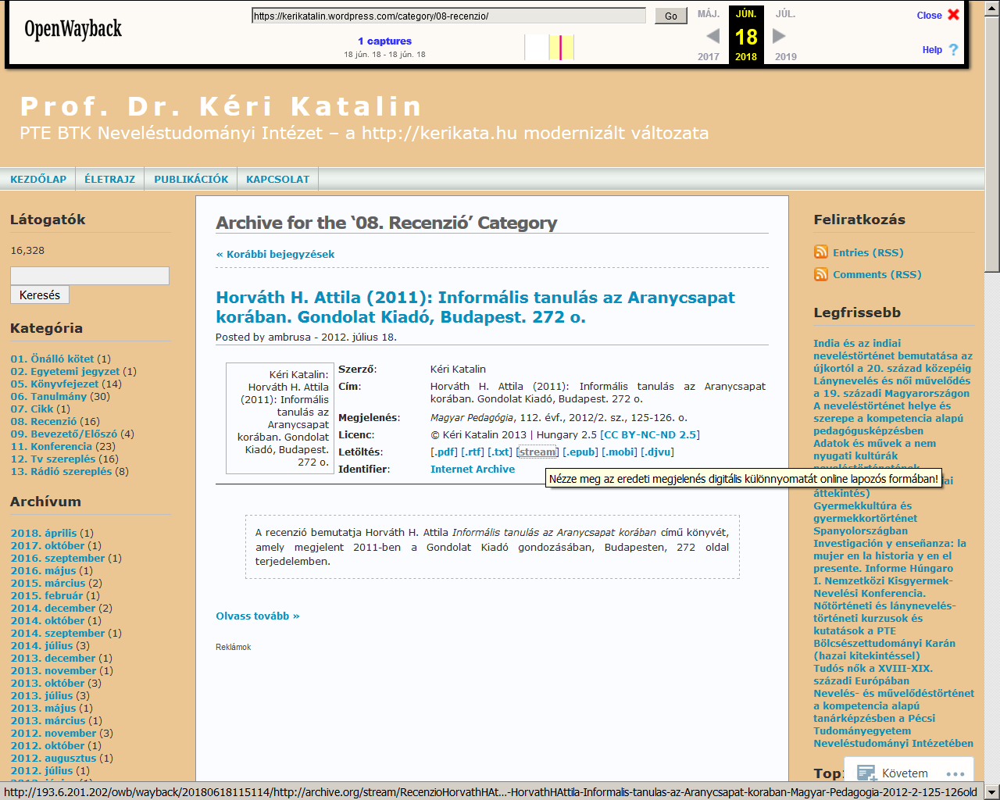 OpenWayback
https://kerikatalin.wordpress.com/category/08-recenzio/
Go
1 captures
18 jún. 18 - 18 jún. 18
MÁJ.
JÚN.
JÚL.
18
2017
2018
2019
Close
Help ?
Prof. Dr. Kéri Katalin
PTE BTK Neveléstudományi Intézet – a http://kerikata.hu modernizált változata
KEZDŐLAP
ÉLETRAJZ
PUBLIKÁCIÓK
KAPCSOLAT
Látogatók
16,328
Keresés
Kategória
01. Önálló kötet (1)
02. Egyetemi jegyzet (1)
05. Könyvfejezet (14)
06. Tanulmány (30)
07. Cikk (1)
08. Recenzió (16)
09. Bevezető/Előszó (4)
11. Konferencia (23)
12. Tv szereplés (16)
13. Rádió szereplés (8)
Archívum
2018. április (1)
2017. október (1)
2016. szeptember (1)
2016. május (1)
2015. március (2)
2015. február (1)
2014. december (2)
2014. október (1)
2014. szeptember (1)
2014. július (3)
2013. december (1)
2013. november (1)
2013. október (3)
2013. július (3)
2013. május (1)
2013. március (1)
2012. november (3)
2012. október (1)
2012. augusztus (1)
2012. július (1)
Archive for the ‘08. Recenzió’ Category
« Korábbi bejegyzések
Horváth H. Attila (2011): Informális tanulás az Aranycsapat
korában. Gondolat Kiadó, Budapest. 272 o.
Posted by ambrusa - 2012. július 18.
Kéri Katalin:
Horváth H. Attila
(2011): Informális
tanulás az
Aranycsapat
korában. Gondolat
Kiadó, Budapest.
272 o.
Szerző: Kéri Katalin
Cím: Horváth H. Attila (2011): Informális tanulás az Aranycsapat
korában. Gondolat Kiadó, Budapest. 272 o.
Megjelenés: Magyar Pedagógia, 112. évf., 2012/2. sz., 125-126. o.
Licenc: © Kéri Katalin 2013 | Hungary 2.5 [CC BY-NC-ND 2.5]
Letöltés: [.pdf] [.rtf] [.txt] [stream] [.epub] [.mobi] [.djvu]
Identifier: Internet Archive
Nézze meg az eredeti megjelenés digitális különnyomatát online lapozós formában!
A recenzió bemutatja Horváth H. Attila Informális tanulás az Aranycsapat korában című könyvét,
amely megjelent 2011-ben a Gondolat Kiadó gondozásában, Budapesten, 272 oldal
terjedelemben.
Olvass tovább »
Reklámok
Feliratkozás
Entries (RSS)
Comments (RSS)
Legfrissebb
India és az indiai
neveléstörténet bemutatása az
újkortól a 20. század közepéig
Lánynevelés és női művelődés
a 19. századi Magyarországon
A neveléstörténet helye és
szerepe a kompetencia alapú
pedagógusképzésben
Adatok és művek a nem
nyugati kultúrák
áttekintés)
Gyermekkultúra és
gyermekkortörténet
Spanyolországban
Investigación y enseñanza: la
mujer en la historia y en el
presente. Informe Húngaro
I. Nemzetközi Kisgyermek-
Nevelési Konferencia.
Nőtörténeti és lánynevelés-
történeti kurzusok és
kutatások a PTE
Bölcsészettudományi Karán
(hazai kitekintéssel)
Tudós nők a XVIII-XIX.
századi Európában
Nevelés- és művelődéstörténet
a kompetencia alapú
tanárképzésben a Pécsi
Tudományegyetem
Neveléstudományi Intézetében
Top
Követem
http://193.6.201.202/owb/wayback/20180618115114/http://archive.org/stream/RecenzioHorvathHAt...-HorvathHAttila-Informalis-tanulas-az-Aranycsapat-koraban-Magyar-Pedagogia-2012-2-125-126old